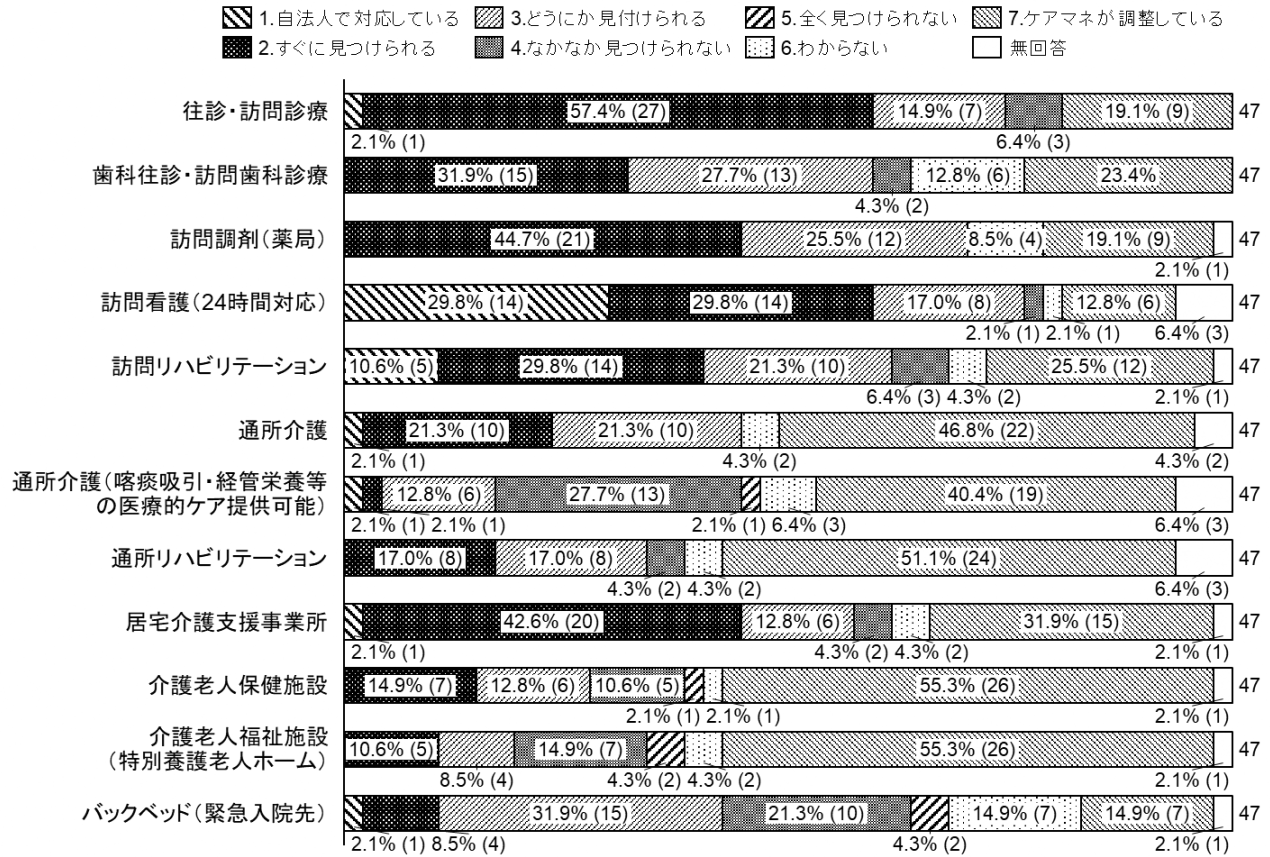 1.自法人で対応している 3.どうにか見付けられる 5.全く見つけられない 7.ケアマネが調整している
2.すぐに見つけられる 4.なかなか見つけられない 6.わからない 無回答
往診・訪問診療 57.4% (27) 14.9% (7) 19.1% (9) 47
2.1% (1) 6.4% (3)
歯科往診・訪問歯科診療 31.9% (15) 27.7% (13) 12.8% (6) 23.4% 47
4.3% (2)
訪問調剤(薬局) 44.7% (21) 25.5% (12) 8.5% (4) 19.1% (9) 47
2.1% (1)
訪問看護(24時間対応) 29.8% (14) 29.8% (14) 17.0% (8) 12.8% (6) 47
2.1% (1) 2.1% (1) 6.4% (3)
訪問リハビリテーション 10.6% (5) 29.8% (14) 21.3% (10) 25.5% (12) 47
6.4% (3) 4.3% (2) 2.1% (1)
通所介護 21.3% (10) 21.3% (10) 46.8% (22) 47
2.1% (1) 4.3% (2) 4.3% (2)
通所介護(喀痰吸引・経管栄養等
の医療的ケア提供可能) 12.8% (6) 27.7% (13) 40.4% (19) 47
2.1% (1) 2.1% (1) 2.1% (1) 6.4% (3) 6.4% (3)
通所リハビリテーション 17.0% (8) 17.0% (8) 51.1% (24) 47
4.3% (2) 4.3% (2) 6.4% (3)
居宅介護支援事業所 42.6% (20) 12.8% (6) 31.9% (15) 47
2.1% (1) 4.3% (2) 4.3% (2) 2.1% (1)
介護老人保健施設 14.9% (7) 12.8% (6) 10.6% (5) 55.3% (26) 47
2.1% (1) 2.1% (1) 2.1% (1)
介護老人福祉施設
(特別養護老人ホーム) 10.6% (5) 14.9% (7) 55.3% (26) 47
8.5% (4) 4.3% (2) 4.3% (2) 2.1% (1)
バックベッド(緊急入院先) 31.9% (15) 21.3% (10) 14.9% (7) 14.9% (7) 47
2.1% (1) 8.5% (4) 4.3% (2) 2.1% (1)